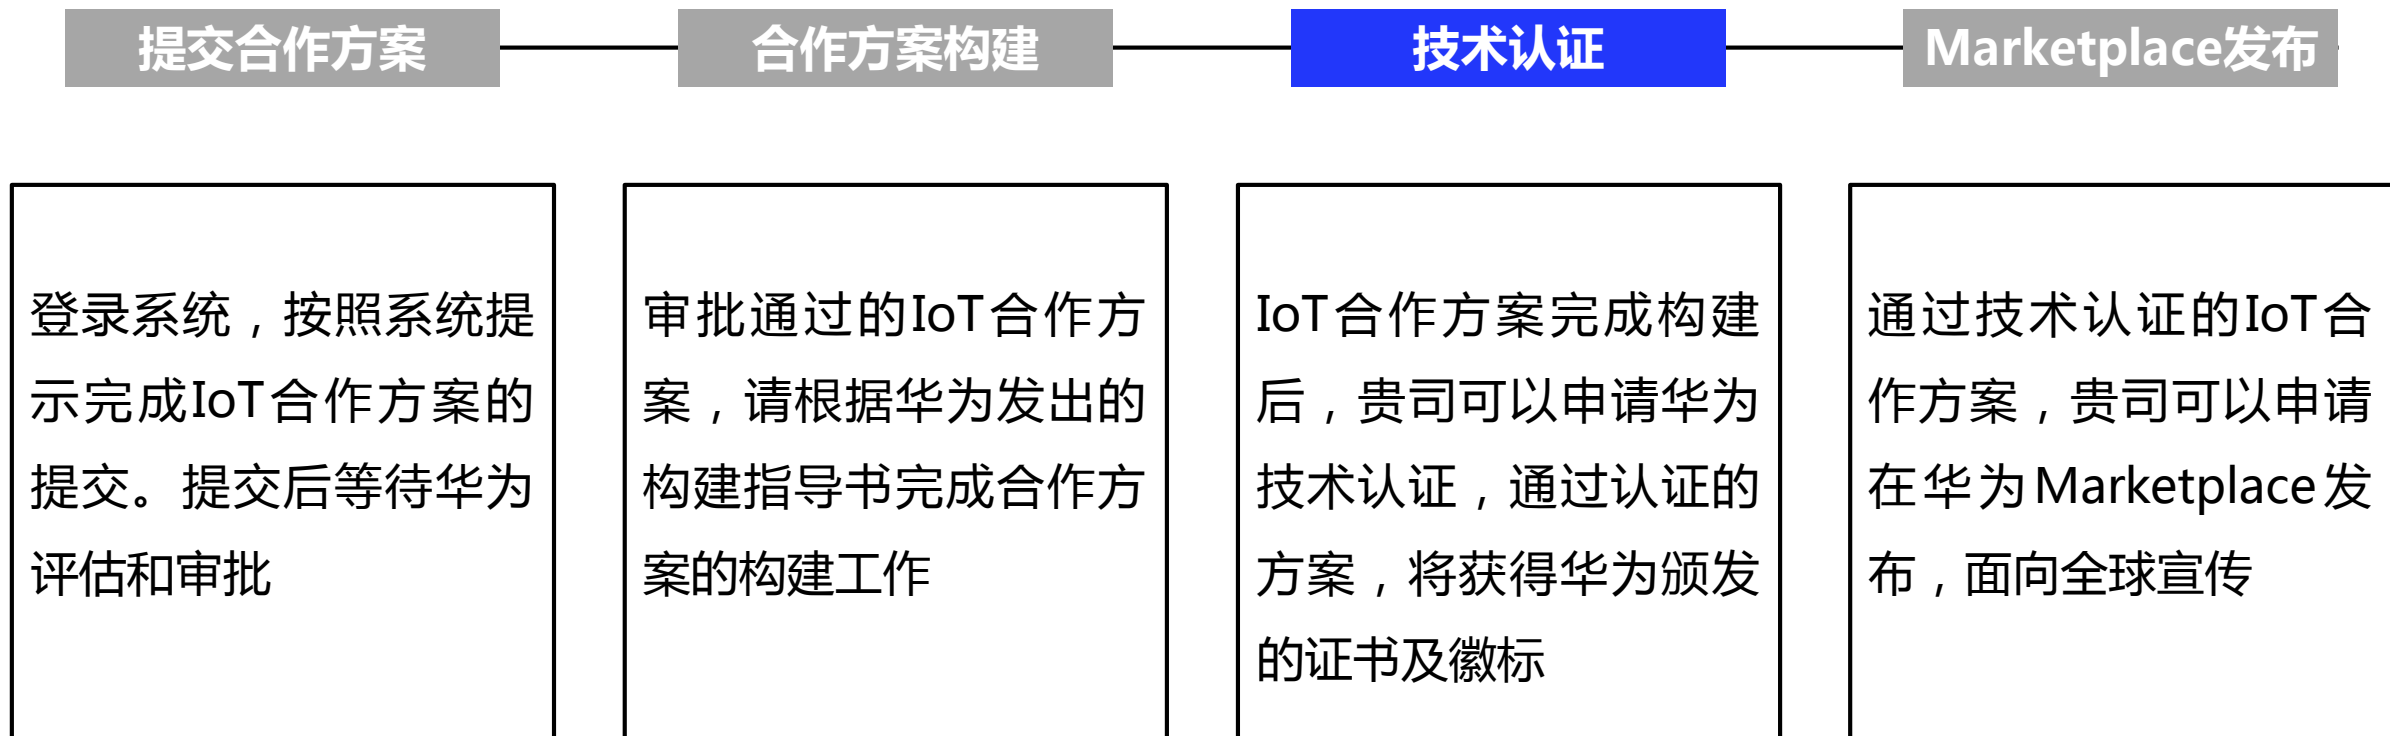 提交合作方案
合作方案构建
技术认证
Marketplace发布
登录系统，按照系统提
示完成IoT合作方案的
提交。提交后等待华为
评估和审批
审批通过的IoT合作方
案，请根据华为发出的
构建指导书完成合作方
案的构建工作
IoT合作方案完成构建
后，贵司可以申请华为
技术认证，通过认证的
方案，将获得华为颁发
的证书及徽标
通过技术认证的IoT合
作方案，贵司可以申请
在华为Marketplace发
布，面向全球宣传